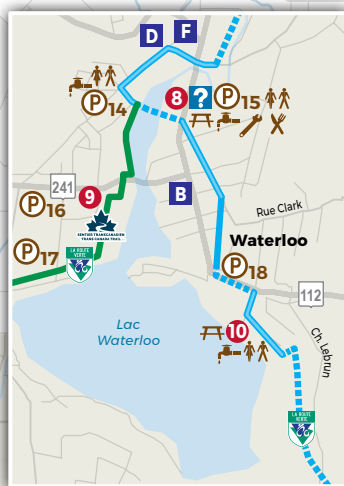 D F
P 14
8 ? P 15
241
9
P 16
B
Rue Clark
SENTIER TRANSCANADIEN
TRANS CANADA TRAIL
Waterloo
P 17
LA ROUTE
VERTE
P 18
112
Lac
Waterloo
10
Ch. Lebrun
LA ROUTE
VERTE